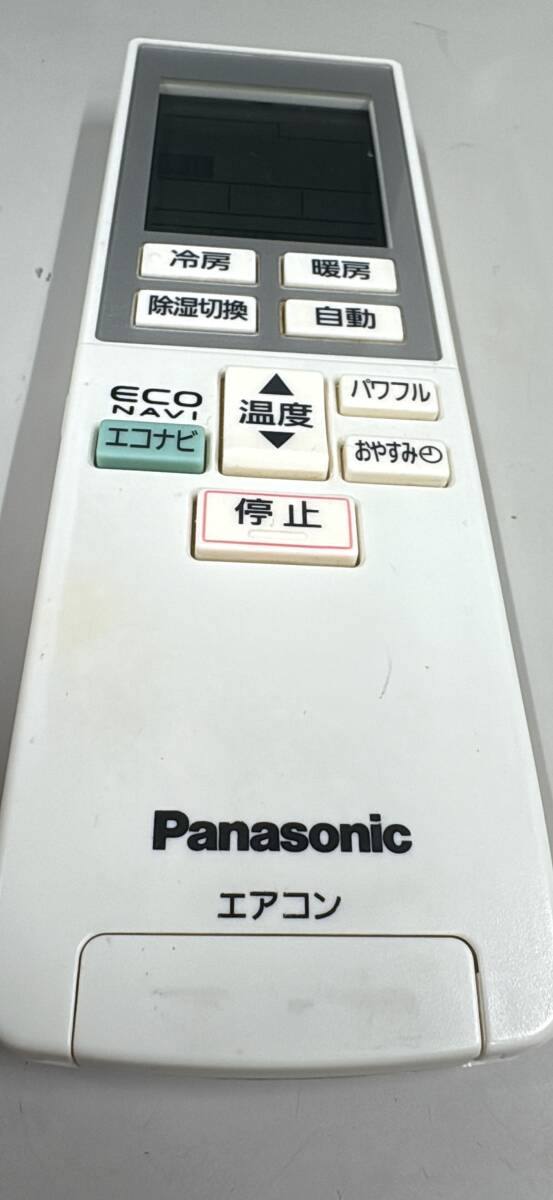 冷房 暖房
除湿切換 自動
ECO NAVI
エコナビ
▲
温度
▼
パワフル
おやすみ
停止
Panasonic
エアコン